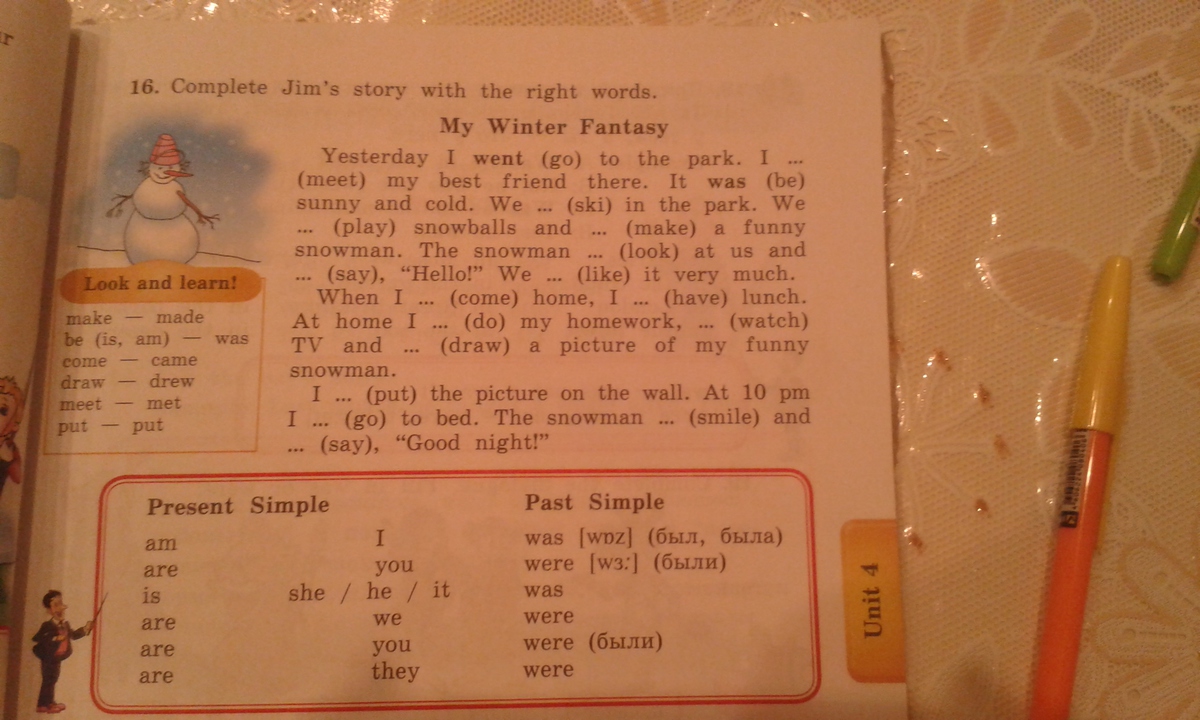 16. Complete Jim's story with the right words.
My Winter Fantasy
Yesterday I went (go) to the park. I ...
(meet) my best friend there. It was (be)
sunny and cold. We ... (ski) in the park. We
... (play) snowballs and ... (make) a funny
snowman. The snowman ... (look) at us and
... (say), “Hello!” We ... (like) it very much.
When I ... (come) home, I ... (have) lunch.
At home I ... (do) my homework, ... (watch)
TV and ... (draw) a picture of my funny
snowman.
I ... (put) the picture on the wall. At 10 pm
I ... (go) to bed. The snowman ... (smile) and
... (say), “Good night!”
Look and learn!
make — made
be (is, am) — was
come — came
draw — drew
meet — met
put — put
Present Simple Past Simple
am I was [wɒz] (был, была)
are you were [wɜ:] (были)
is she / he / it was
are we were
are you were (были)
are they were
Unit 4